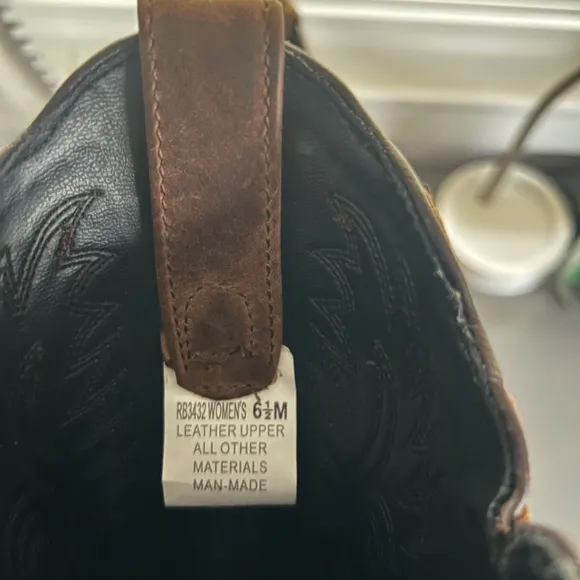 RB3432 WOMEN'S 6½M
LEATHER UPPER
ALL OTHER
MATERIALS
MAN-MADE